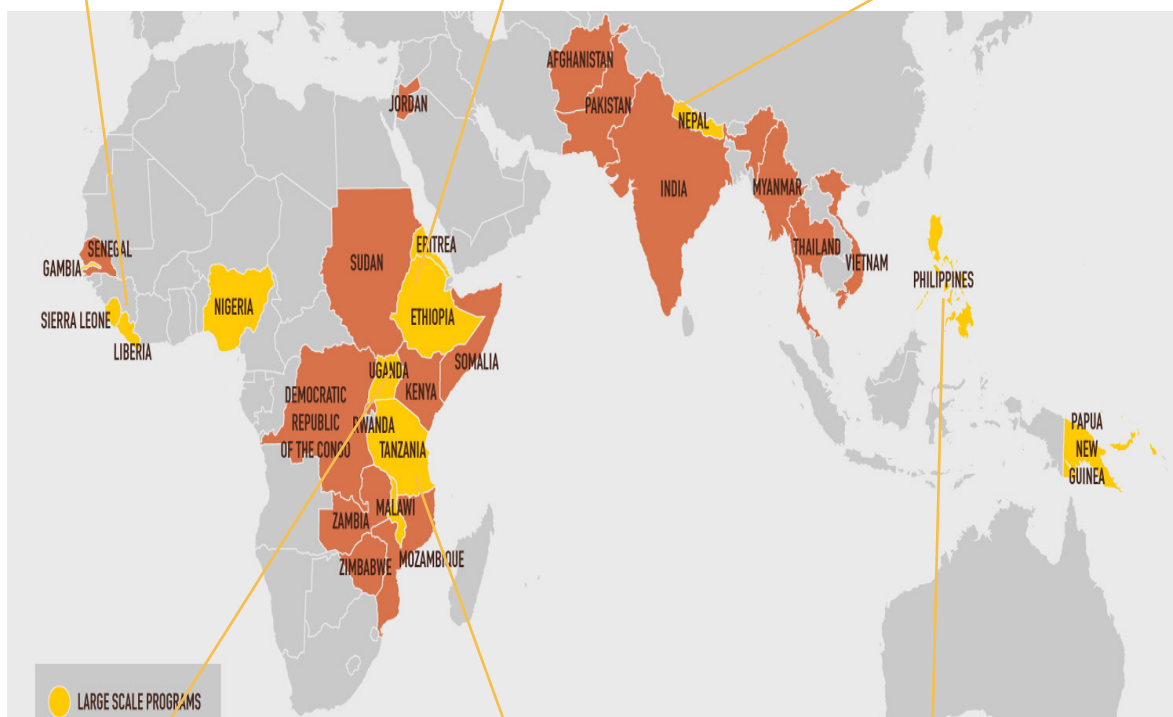 AFGHANISTAN
JORDAN
PAKISTAN
NEPAL
INDIA
MYANMAR
SENEGAL
GAMBIA
SUDAN
ERITREA
THAILAND
VIETNAM
PHILIPPINES
NIGERIA
SIERRA LEONE
ETHIOPIA
LIBERIA
SOMALIA
UGANDA
KENYA
DEMOCRATIC
REPUBLIC
OF THE CONGO
RWANDA
TANZANIA
PAPUA
NEW
GUINEA
MALAWI
ZAMBIA
MOZAMBIQUE
ZIMBABWE
LARGE SCALE PROGRAMS